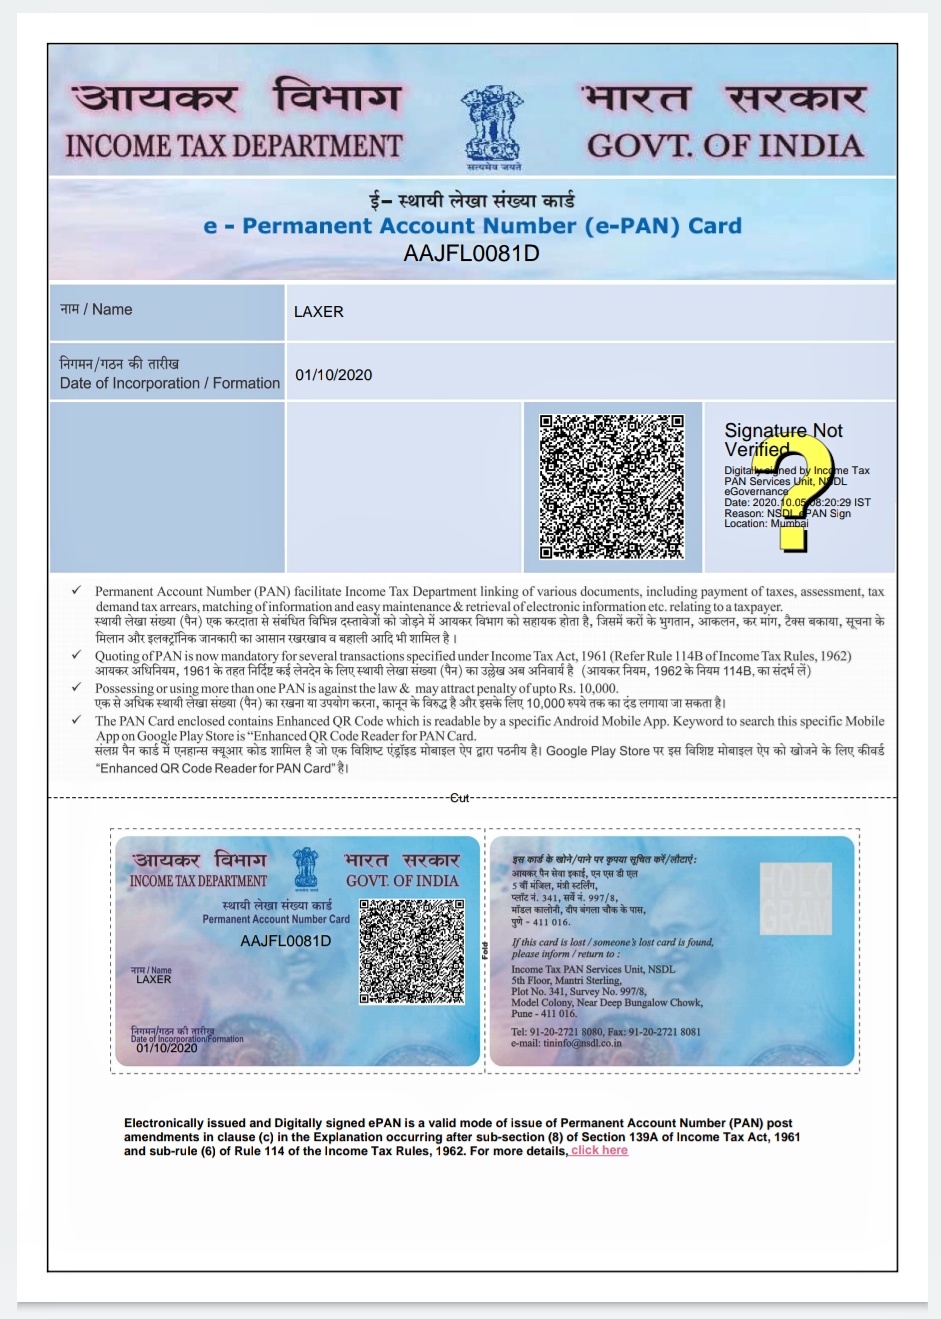 आयकर विभाग
INCOME TAX DEPARTMENT
सत्यमेव जयते
भारत सरकार
GOVT. OF INDIA
ई– स्थायी लेखा संख्या कार्ड
e - Permanent Account Number (e-PAN) Card
AAJFL0081D
नाम / Name
LAXER
निगमन/गठन की तारीख
Date of Incorporation / Formation
01/10/2020
Signature Not
Verified
Digitally signed by Income Tax
PAN Services Unit, NSDL
eGovernance
Date: 2020.10.05 08:20:29 IST
Reason: NSDL ePAN Sign
Location: Mumbai
✓ Permanent Account Number (PAN) facilitate Income Tax Department linking of various documents, including payment of taxes, assessment, tax
demand tax arrears, matching of information and easy maintenance & retrieval of electronic information etc. relating to a taxpayer.
स्थायी लेखा संख्या (पैन) एक करदाता से संबंधित विभिन्न दस्तावेजों को जोड़ने में आयकर विभाग को सहायक होता है, जिसमें करों के भुगतान, आकलन, कर मांग, टैक्स बकाया, सूचना के
मिलान और इलक्ट्रॉनिक जानकारी का आसान रखरखाव व बहाली आदि भी शामिल है ।
✓ Quoting of PAN is now mandatory for several transactions specified under Income Tax Act, 1961 (Refer Rule 114B of Income Tax Rules, 1962)
आयकर अधिनियम, 1961 के तहत निर्दिष्ट कई लेनदेन के लिए स्थायी लेखा संख्या (पैन) का उल्लेख अब अनिवार्य है (आयकर नियम, 1962 के नियम 114B, का संदर्भ लें)
✓ Possessing or using more than one PAN is against the law & may attract penalty of upto Rs. 10,000.
एक से अधिक स्थायी लेखा संख्या (पैन) का रखना या उपयोग करना, कानून के विरुद्ध है और इसके लिए 10,000 रुपये तक का दंड लगाया जा सकता है।
✓ The PAN Card enclosed contains Enhanced QR Code which is readable by a specific Android Mobile App. Keyword to search this specific Mobile
App on Google Play Store is "Enhanced QR Code Reader for PAN Card.
संलग्न पैन कार्ड में एनहान्स क्यूआर कोड शामिल है जो एक विशिष्ट एंड्रॉइड मोबाइल ऐप द्वारा पठनीय है। Google Play Store पर इस विशिष्ट मोबाइल ऐप को खोजने के लिए कीवर्ड
"Enhanced QR Code Reader for PAN Card" है।
Cut
आयकर विभाग
INCOME TAX DEPARTMENT
भारत सरकार
GOVT. OF INDIA
स्थायी लेखा संख्या कार्ड
Permanent Account Number Card
AAJFL0081D
नाम / Name
LAXER
निगमन/गठन की तारीख
Date of Incorporation/Formation
01/10/2020
Fold
इस कार्ड के खोने/पाने पर कृपया सूचित करें/लौटाएं :
आयकर पैन सेवा इकाई, एन एस डी एल
5 वीं मंजिल, मंत्री स्टर्लिंग,
प्लॉट नं. 341, सर्वे नं. 997/8,
मॉडल कालोनी, दीप बंगला चौक के पास,
पुणे – 411 016.
If this card is lost / someone's lost card is found,
please inform / return to :
Income Tax PAN Services Unit, NSDL
5th Floor, Mantri Sterling,
Plot No. 341, Survey No. 997/8,
Model Colony, Near Deep Bungalow Chowk,
Pune - 411 016.
Tel: 91-20-2721 8080, Fax: 91-20-2721 8081
e-mail: tininfo@nsdl.co.in
Electronically issued and Digitally signed ePAN is a valid mode of issue of Permanent Account Number (PAN) post
amendments in clause (c) in the Explanation occurring after sub-section (8) of Section 139A of Income Tax Act, 1961
and sub-rule (6) of Rule 114 of the Income Tax Rules, 1962. For more details, click here